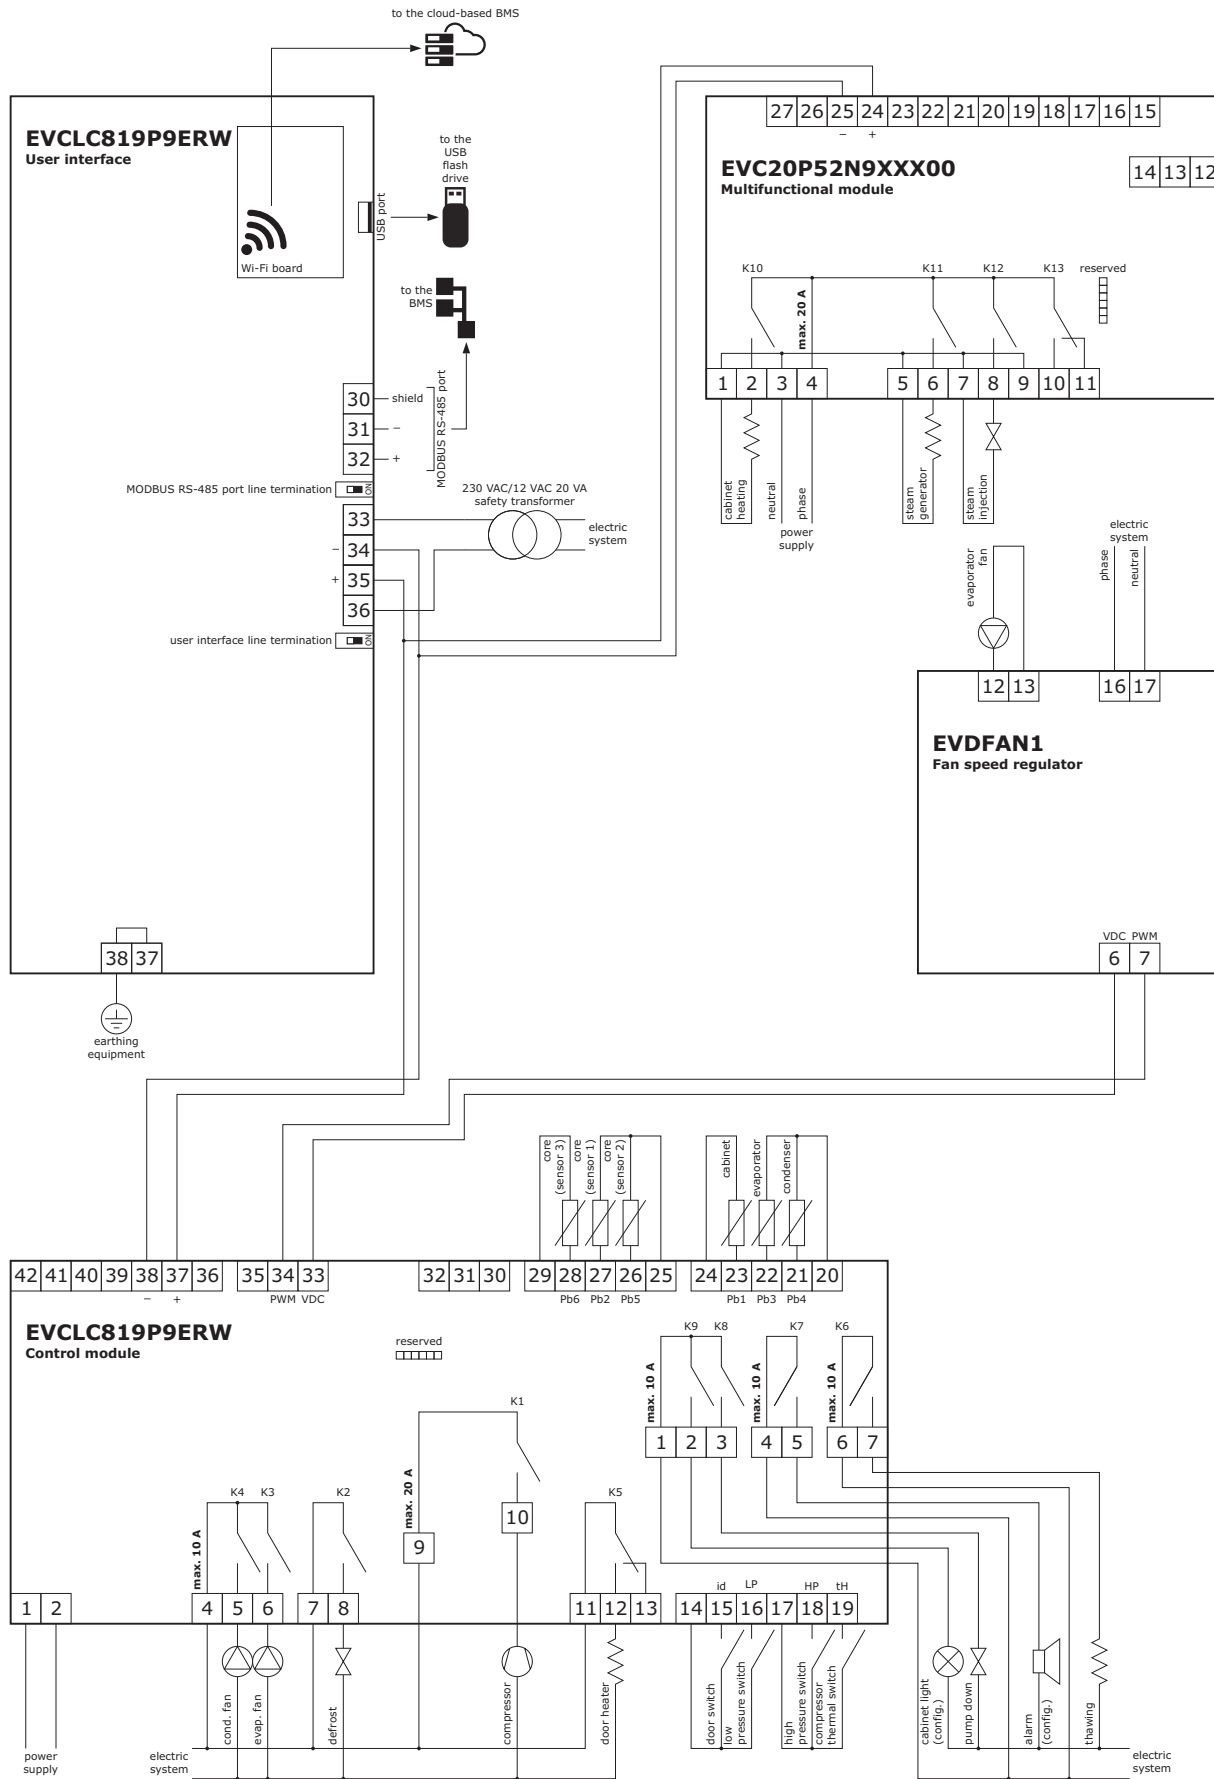 to the cloud-based BMS
EVCLC819P9ERW
User interface
Wi-Fi board
USB port
to the
USB
flash
drive
to the
BMS
30 shield
31 −
32 +
MODBUS RS-485 port
MODBUS RS-485 port line termination
ON
230 VAC/12 VAC 20 VA
safety transformer
33
− 34
+ 35
36
electric
system
user interface line termination
ON
38 37
earthing
equipment
27 26 25 24 23 22 21 20 19 18 17 16 15
− +
EVC20P52N9XXX00
Multifunctional module
14 13 12
K10 K11 K12 K13 reserved
max. 20 A
1 2 3 4 5 6 7 8 9 10 11
cabinet
heating
neutral
phase
power
supply
steam
generator
steam
injection
evaporator
fan
electric
system
phase
neutral
12 13 16 17
EVDFAN1
Fan speed regulator
VDC PWM
6 7
core
(sensor 3)
core
(sensor 1)
core
(sensor 2)
cabinet
evaporator
condenser
42 41 40 39 38 37 36 35 34 33 32 31 30 29 28 27 26 25 24 23 22 21 20
− + PWM VDC Pb6 Pb2 Pb5 Pb1 Pb3 Pb4
EVCLC819P9ERW
Control module
reserved
K9 K8 K7 K6
max. 10 A
max. 10 A
max. 10 A
1 2 3 4 5 6 7
K1
max. 20 A
9
10
K4 K3 K2 K5
max. 10 A
id LP HP tH
1 2 4 5 6 7 8 11 12 13 14 15 16 17 18 19
power
supply
electric
system
cond. fan
evap. fan
defrost
compressor
door heater
door switch
low
pressure switch
high
pressure switch
compressor
thermal switch
cabinet light
(config.)
pump down
alarm
(config.)
thawing
electric
system